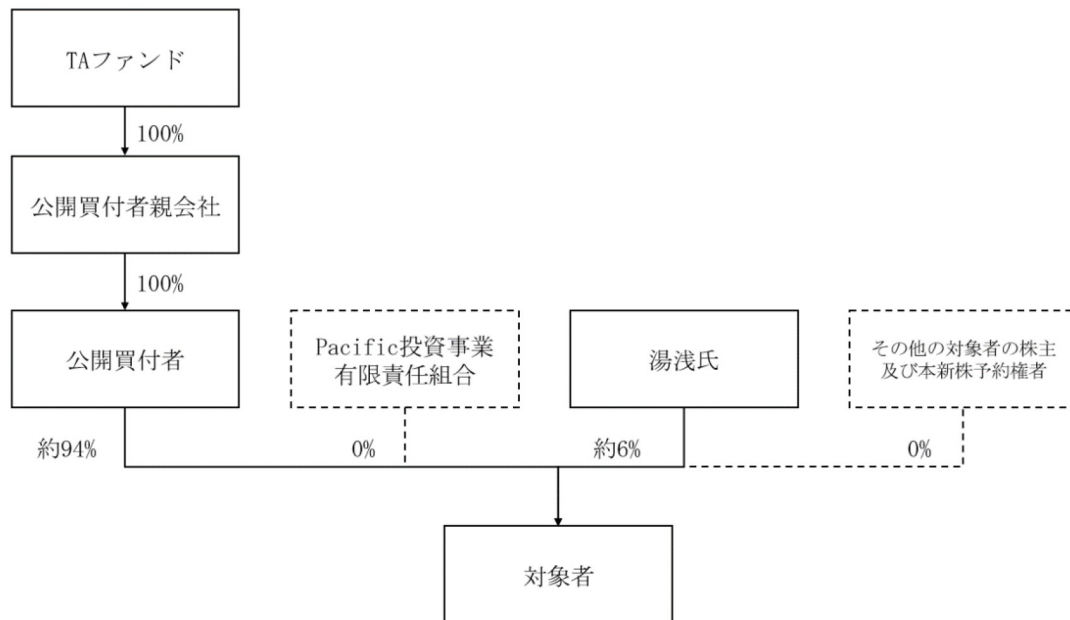 TAファンド
100%
公開買付者親会社
100%
公開買付者
Pacific投資事業
有限責任組合
湯浅氏
その他の対象者の株主
及び本新株予約権者
約94%
0%
約6%
0%
対象者